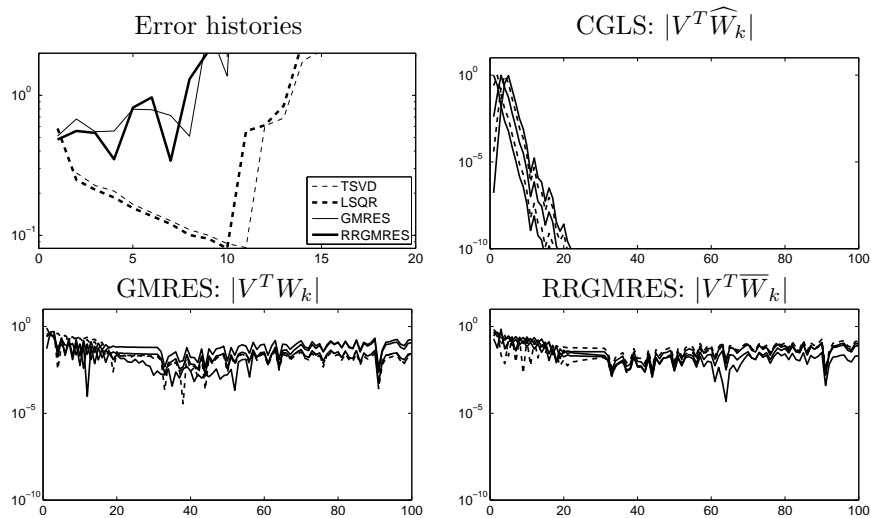 Error histories
10^0
10^-1
0 5 10 15 20
TSVD
LSQR
GMRES
RRGMRES
CGLS: |V^T \widehat{W}_k|
10^0
10^-5
10^-10
0 20 40 60 80 100
GMRES: |V^T W_k|
10^0
10^-5
10^-10
0 20 40 60 80 100
RRGMRES: |V^T \overline{W}_k|
10^0
10^-5
10^-10
0 20 40 60 80 100